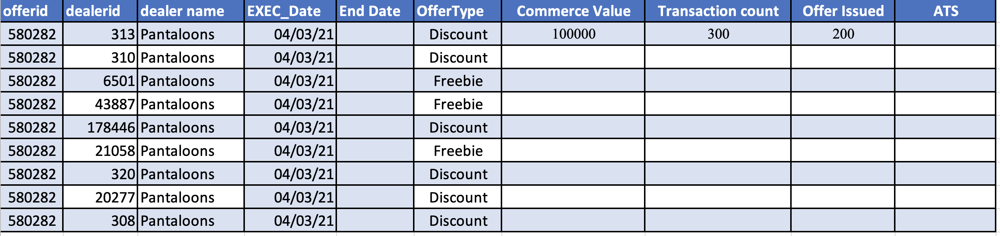 offerid dealerid dealer name EXEC_Date End Date OfferType Commerce Value Transaction count Offer Issued ATS
580282 313 Pantaloons 04/03/21 Discount 100000 300 200
580282 310 Pantaloons 04/03/21 Discount
580282 6501 Pantaloons 04/03/21 Freebie
580282 43887 Pantaloons 04/03/21 Freebie
580282 178446 Pantaloons 04/03/21 Discount
580282 21058 Pantaloons 04/03/21 Freebie
580282 320 Pantaloons 04/03/21 Discount
580282 20277 Pantaloons 04/03/21 Discount
580282 308 Pantaloons 04/03/21 Discount